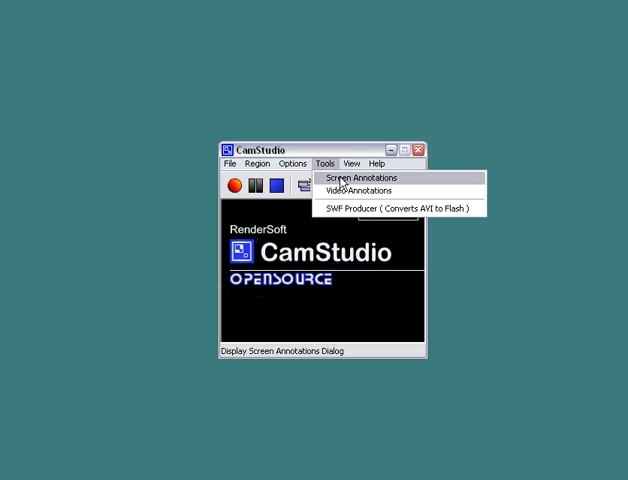 CamStudio
File Region Options Tools View Help
Screen Annotations
Video Annotations
SWF Producer ( Converts AVI to Flash )
RenderSoft
CamStudio
OPENSOURCE
Display Screen Annotations Dialog